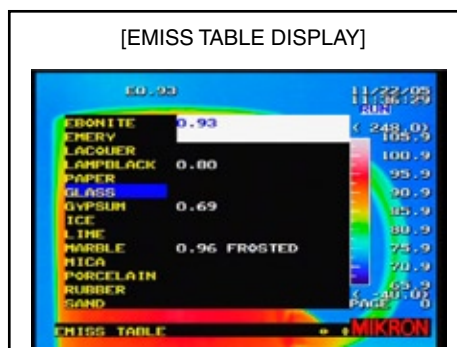 [EMISS TABLE DISPLAY]
E0.93 11/22/05
11:36:29
RUN
EBONITE 0.93 < 248.0>
EMERY 105.9
LACQUER 100.9
LAMPBLACK 0.80 95.9
PAPER
GLASS 90.9
GYPSUM 0.69 85.9
ICE
LIME 80.9
MARBLE 0.96 FROSTED 75.9
MICA 70.9
PORCELAIN
RUBBER 65.9
< -40.0>
SAND PAGE 0
EMISS TABLE MIKRON